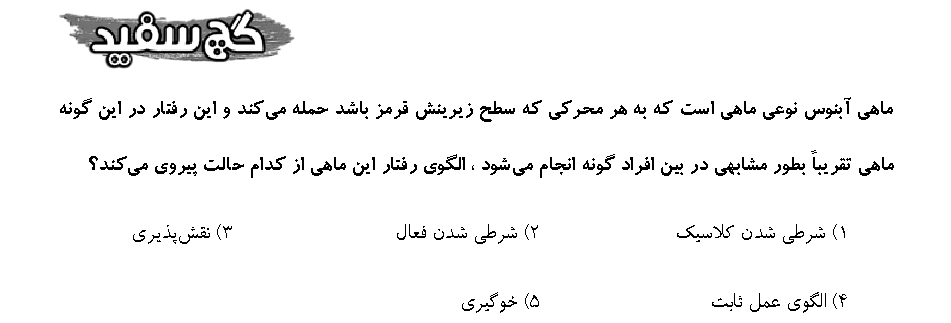 گچ سفید
ماهی آبنوس نوعی ماهی است که به هر محرکی که سطح زیرینش قرمز باشد حمله می‌کند و این رفتار در این گونه
ماهی تقریباً بطور مشابهی در بین افراد گونه انجام می‌شود ، الگوی رفتار این ماهی از کدام حالت پیروی می‌کند؟
۱) شرطی شدن کلاسیک ۲) شرطی شدن فعال ۳) نقش‌پذیری
۴) الگوی عمل ثابت ۵) خوگیری